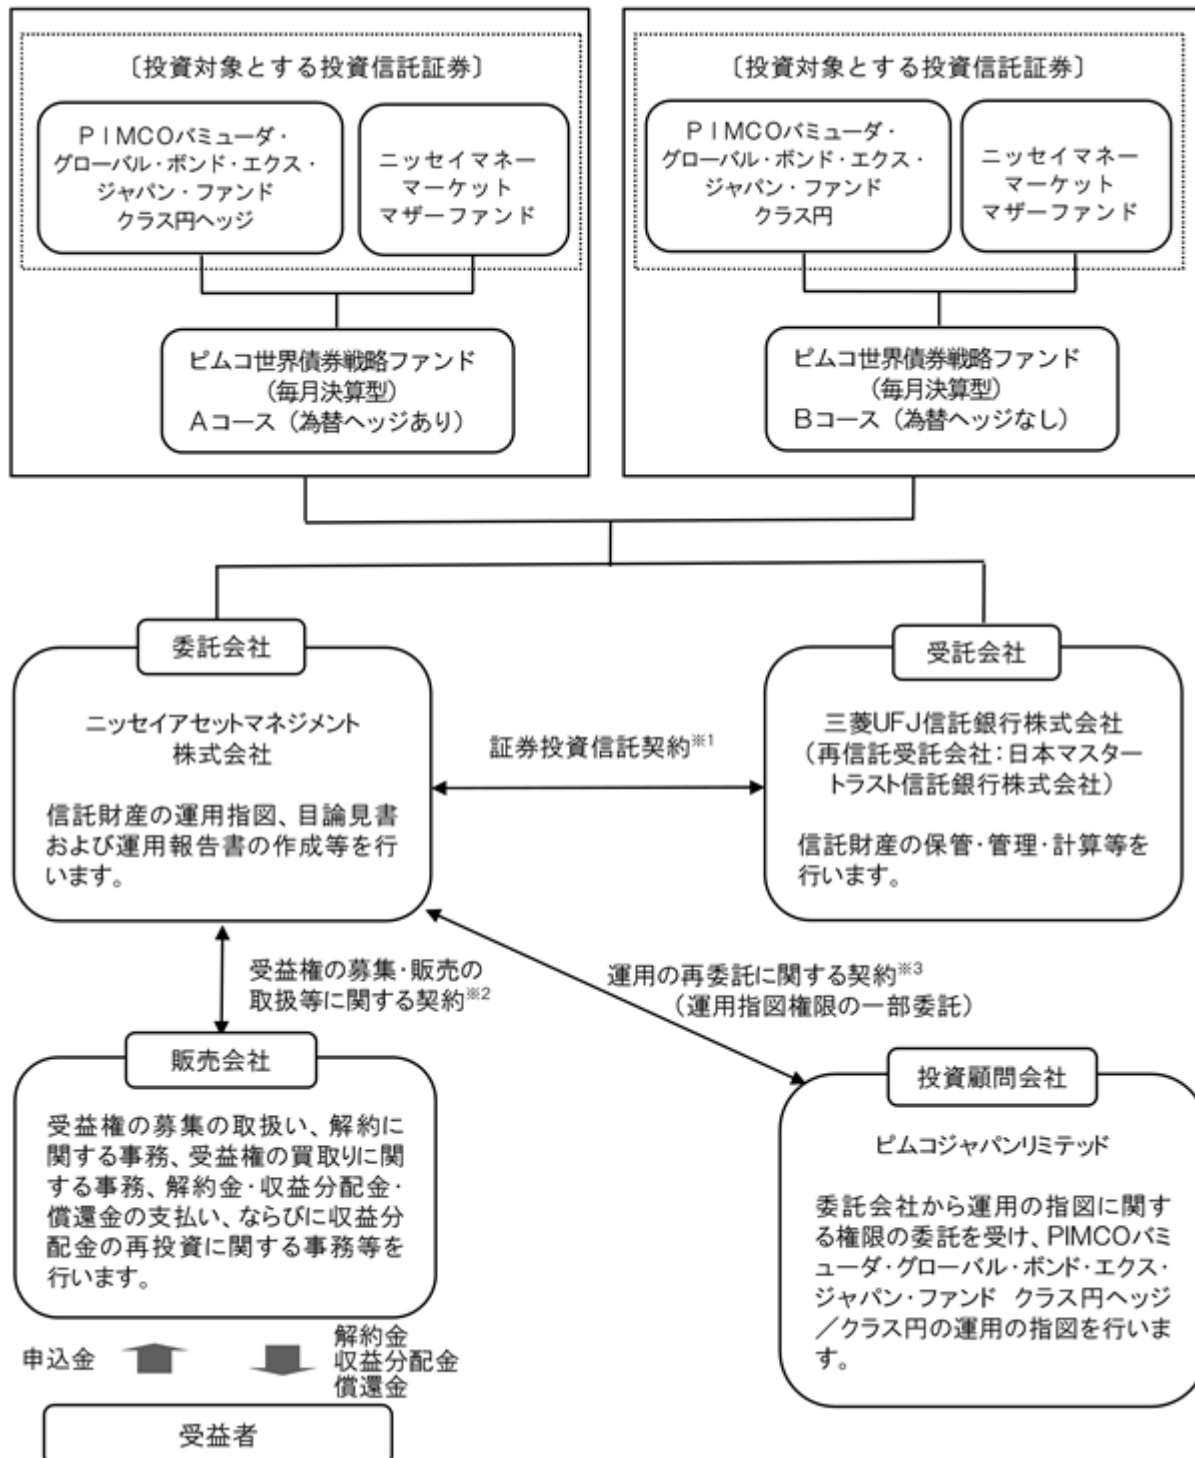 〔投資対象とする投資信託証券〕
PIMCOバミューダ・
グローバル・ボンド・エクス・
ジャパン・ファンド
クラス円ヘッジ
ニッセイマネー
マーケット
マザーファンド
ピムコ世界債券戦略ファンド
（毎月決算型）
Aコース（為替ヘッジあり）
〔投資対象とする投資信託証券〕
PIMCOバミューダ・
グローバル・ボンド・エクス・
ジャパン・ファンド
クラス円
ニッセイマネー
マーケット
マザーファンド
ピムコ世界債券戦略ファンド
（毎月決算型）
Bコース（為替ヘッジなし）
委託会社
ニッセイアセットマネジメント
株式会社
信託財産の運用指図、目論見書
および運用報告書の作成等を行
います。
証券投資信託契約※1
受託会社
三菱UFJ信託銀行株式会社
（再信託受託会社：日本マスター
トラスト信託銀行株式会社）
信託財産の保管・管理・計算等を
行います。
受益権の募集・販売の
取扱等に関する契約※2
運用の再委託に関する契約※3
（運用指図権限の一部委託）
販売会社
受益権の募集の取扱い、解約に
関する事務、受益権の買取りに関
する事務、解約金・収益分配金・
償還金の支払い、ならびに収益分
配金の再投資に関する事務等を
行います。
投資顧問会社
ピムコジャパンリミテッド
委託会社から運用の指図に関す
る権限の委託を受け、PIMCOバミ
ューダ・グローバル・ボンド・エクス・
ジャパン・ファンド クラス円ヘッジ
／クラス円の運用の指図を行いま
す。
申込金
解約金
収益分配金
償還金
受益者